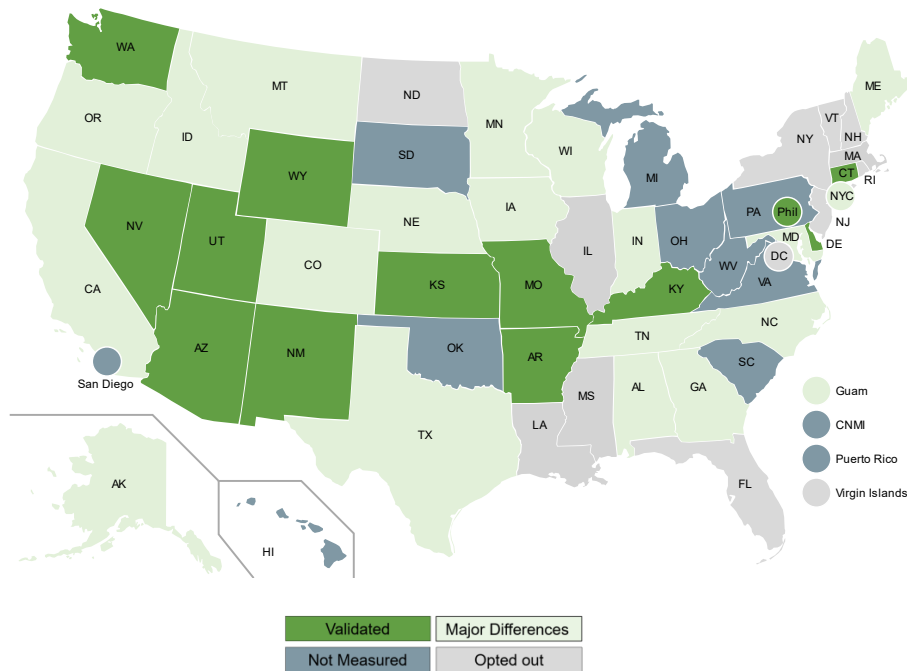 WA
MT
ND
MN
ME
OR
ID
SD
WI
MI
NY
VT
NH
MA
CT
RI
WY
NYC
NV
UT
NE
IA
PA
Phil
NJ
IL
IN
OH
MD
DE
CO
DC
WV
VA
CA
KS
MO
KY
NC
TN
AZ
NM
OK
AR
SC
San Diego
MS
AL
GA
Guam
LA
CNMI
TX
Puerto Rico
AK
FL
Virgin Islands
HI
Validated
Major Differences
Not Measured
Opted out